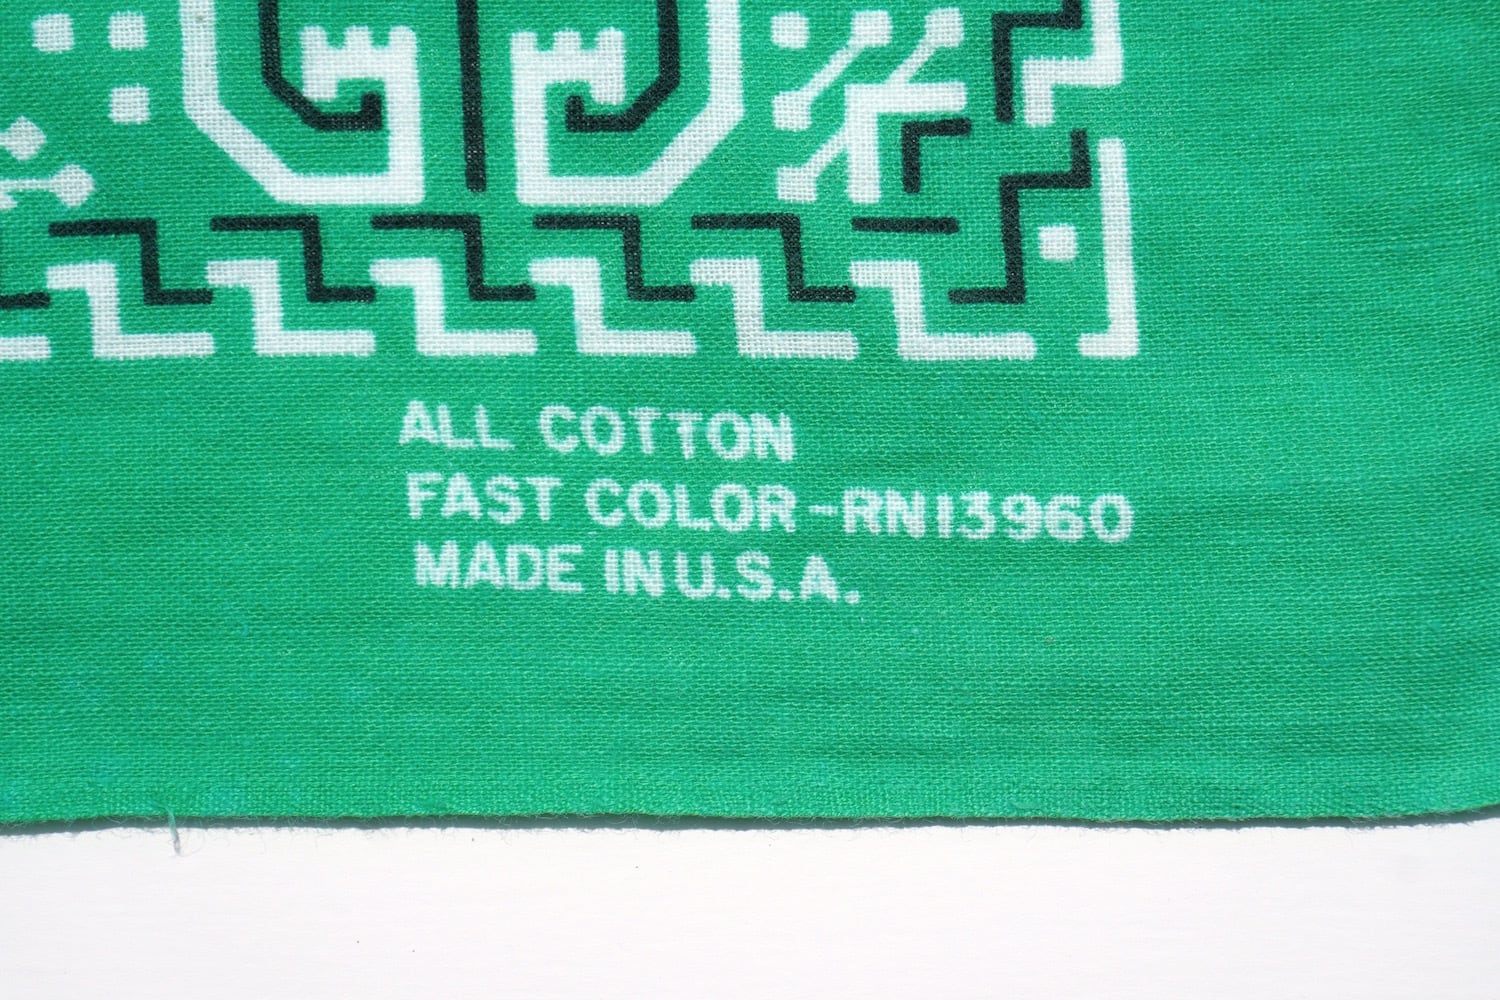 ALL COTTON
FAST COLOR-RN13960
MADE IN U.S.A.